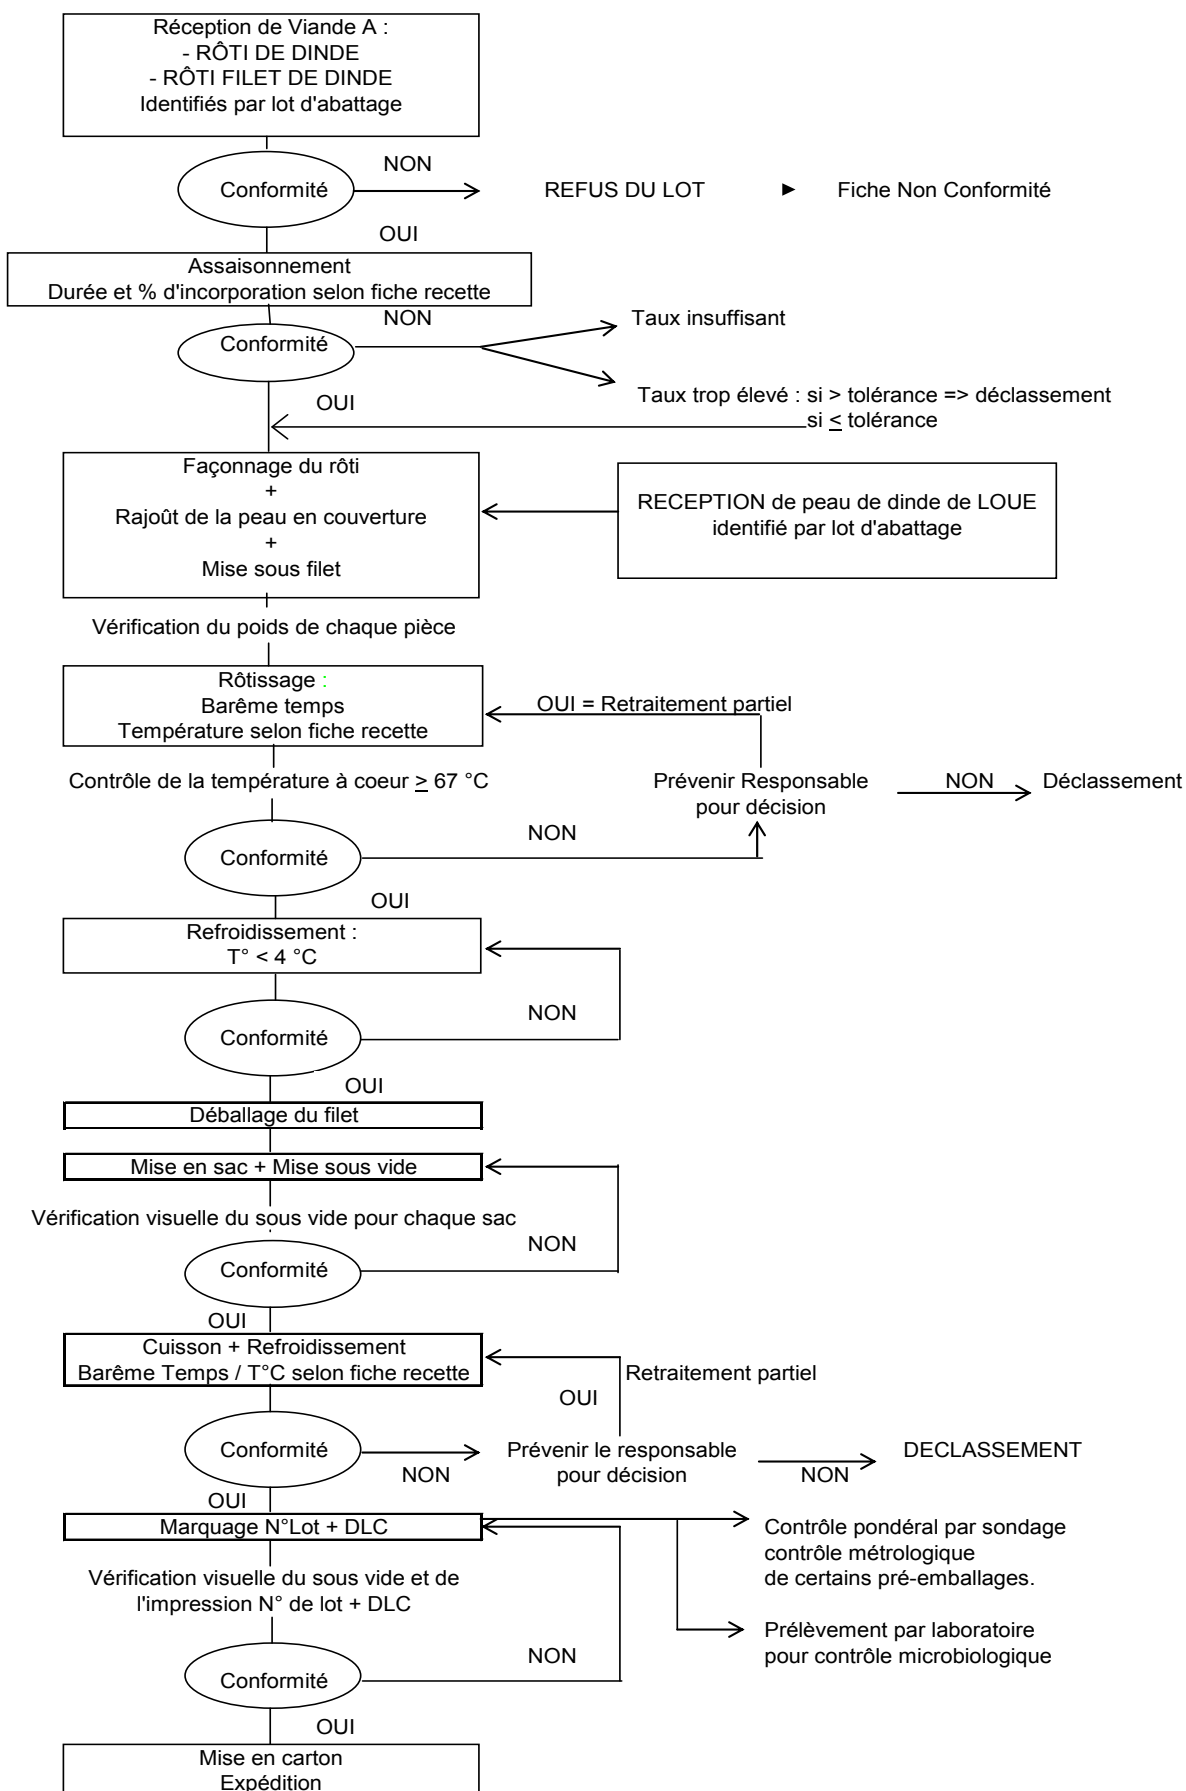 Réception de Viande A :
- RÔTI DE DINDE
- RÔTI FILET DE DINDE
Identifiés par lot d'abattage
NON
Conformité
REFUS DU LOT ► Fiche Non Conformité
OUI
Assaisonnement
Durée et % d'incorporation selon fiche recette
NON
Taux insuffisant
Conformité
Taux trop élevé : si > tolérance => déclassement
si < tolérance
OUI
Façonnage du rôti
+
Rajoût de la peau en couverture
+
Mise sous filet
RECEPTION de peau de dinde de LOUE
identifié par lot d'abattage
Vérification du poids de chaque pièce
Rôtissage :
Barême temps
Température selon fiche recette
OUI = Retraitement partiel
Contrôle de la température à coeur > 67 °C
Prévenir Responsable
pour décision
NON
Déclassement
NON
Conformité
OUI
Refroidissement :
T° < 4 °C
NON
Conformité
OUI
Déballage du filet
Mise en sac + Mise sous vide
Vérification visuelle du sous vide pour chaque sac
NON
Conformité
OUI
Cuisson + Refroidissement
Barême Temps / T°C selon fiche recette
Retraitement partiel
OUI
Conformité
NON
Prévenir le responsable
pour décision
NON
DECLASSEMENT
OUI
Marquage N°Lot + DLC
Contrôle pondéral par sondage
contrôle métrologique
de certains pré-emballages.
Vérification visuelle du sous vide et de
l'impression N° de lot + DLC
Prélèvement par laboratoire
pour contrôle microbiologique
NON
Conformité
OUI
Mise en carton
Expédition